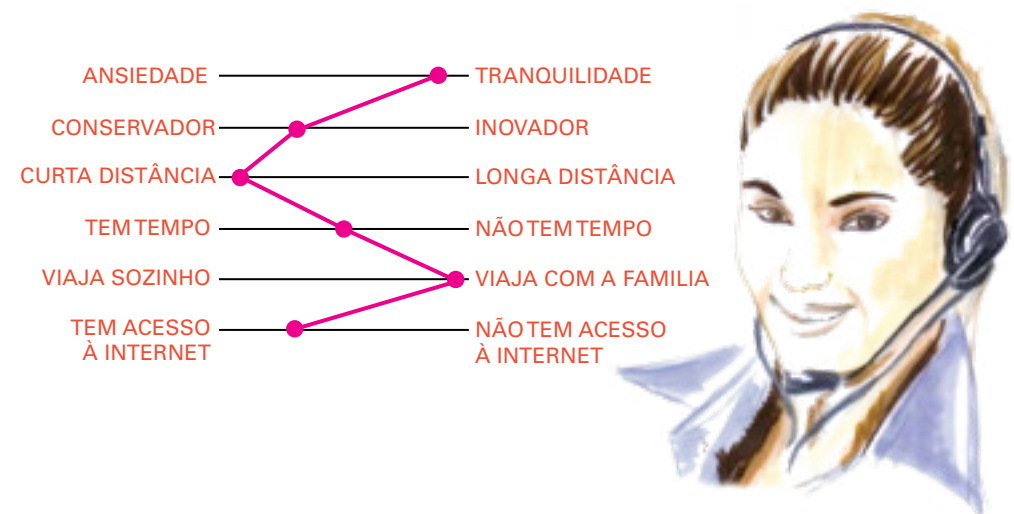 ANSIEDADE TRANQUILIDADE
CONSERVADOR INOVADOR
CURTA DISTÂNCIA LONGA DISTÂNCIA
TEM TEMPO NÃO TEM TEMPO
VIAJA SOZINHO VIAJA COM A FAMILIA
TEM ACESSO NÃO TEM ACESSO
À INTERNET À INTERNET